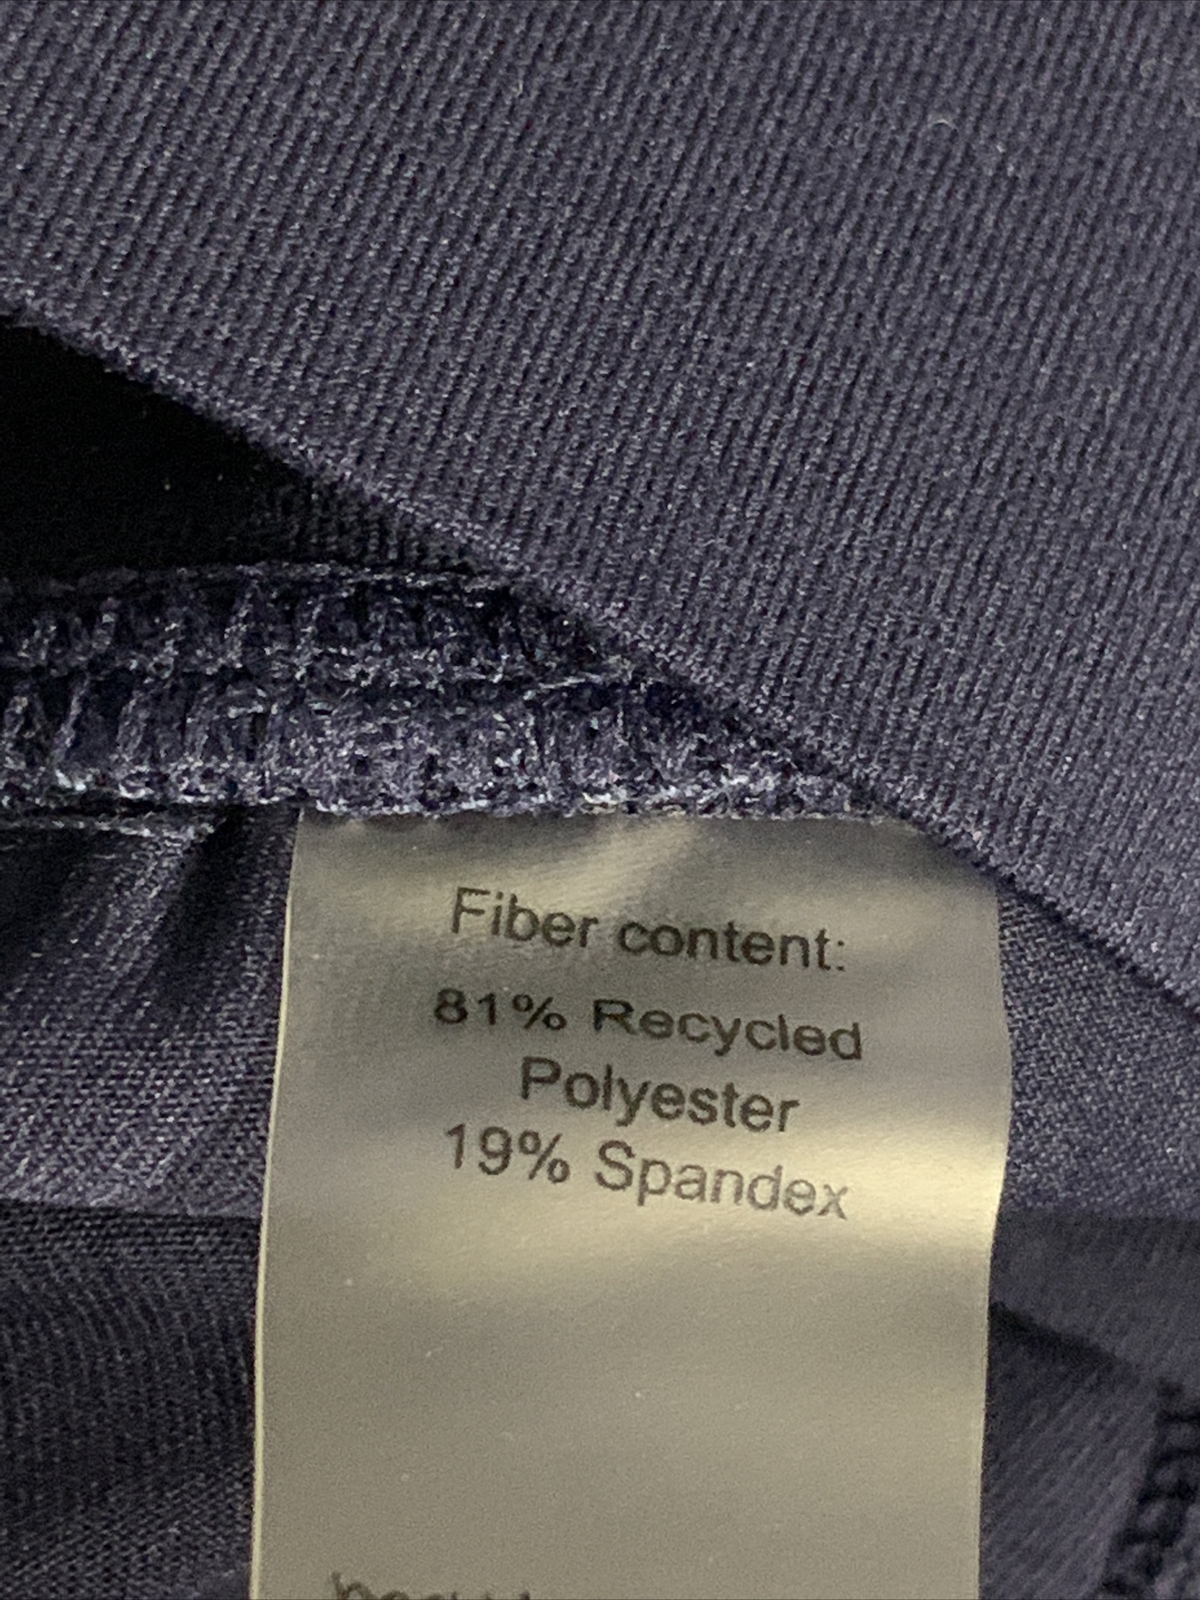 Fiber content:
81% Recycled
Polyester
19% Spandex